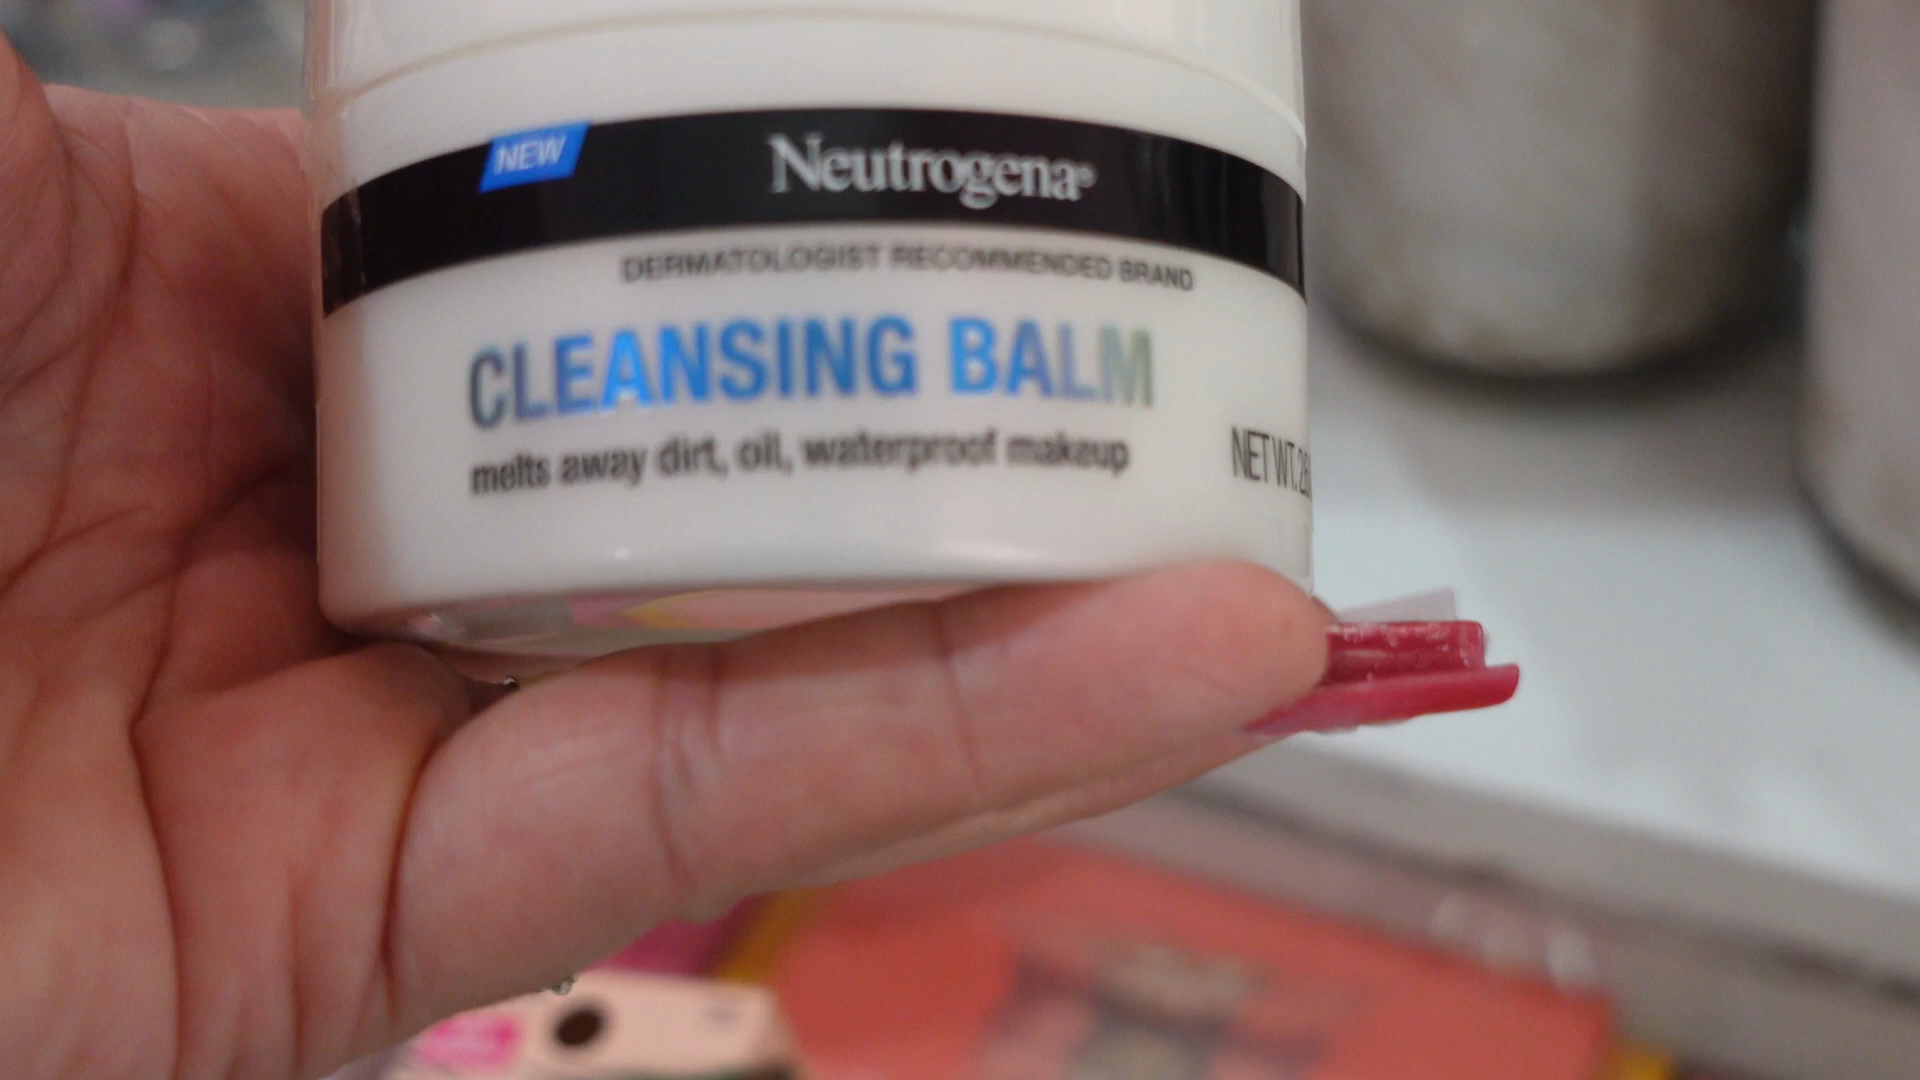 NEW
Neutrogena®
DERMATOLOGIST RECOMMENDED BRAND
CLEANSING BALM
melts away dirt, oil, waterproof makeup
NET WT.